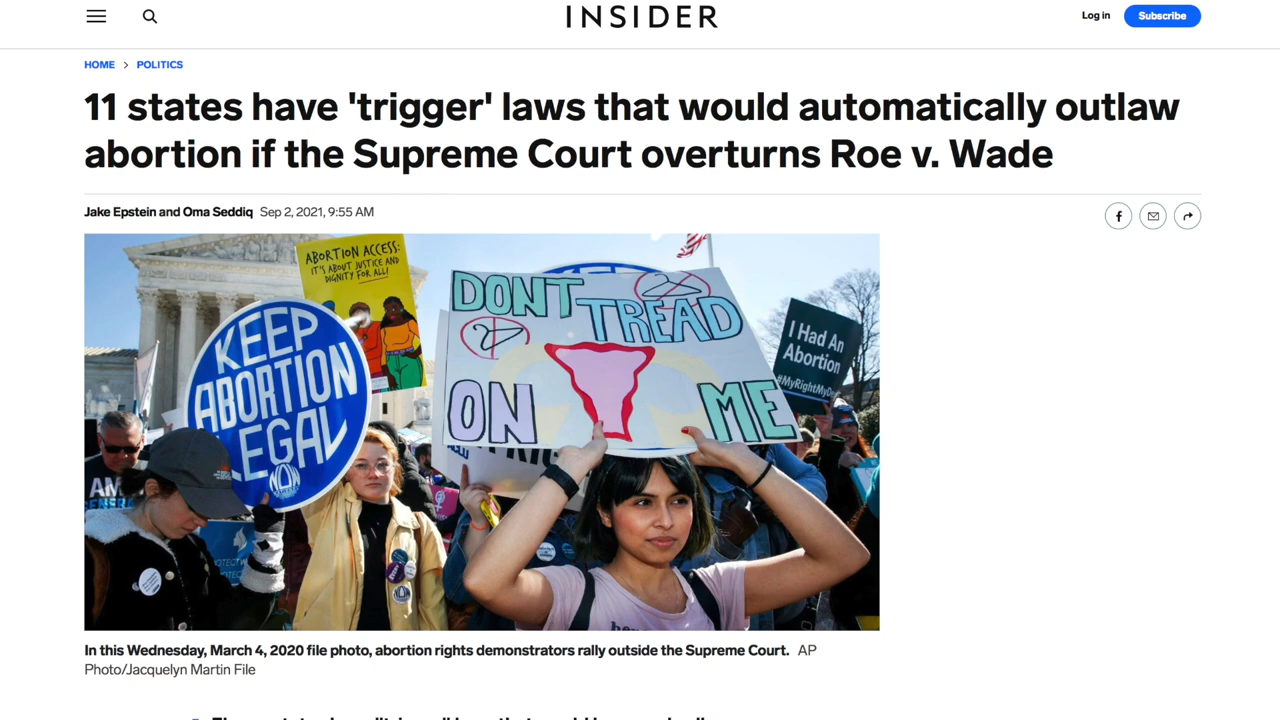 INSIDER
Log in
Subscribe
HOME > POLITICS
11 states have 'trigger' laws that would automatically outlaw
abortion if the Supreme Court overturns Roe v. Wade
Jake Epstein and Oma Seddiq Sep 2, 2021, 9:55 AM
ABORTION ACCESS:
IT'S ABOUT JUSTICE AND
DIGNITY FOR ALL!
KEEP
ABORTION
LEGAL
NOW
DONT
TREAD
ON
ME
I Had An
Abortion
In this Wednesday, March 4, 2020 file photo, abortion rights demonstrators rally outside the Supreme Court. AP
Photo/Jacquelyn Martin File